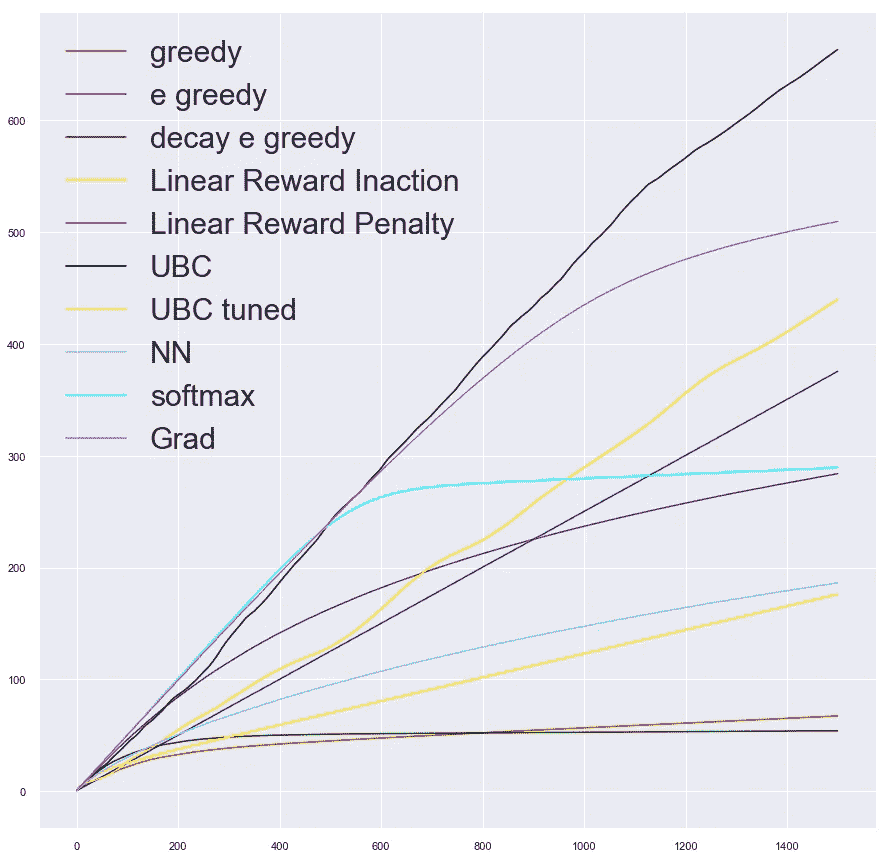 greedy
e greedy
decay e greedy
Linear Reward Inaction
Linear Reward Penalty
UBC
UBC tuned
NN
softmax
Grad
600
500
400
300
200
100
0
0 200 400 600 800 1000 1200 1400